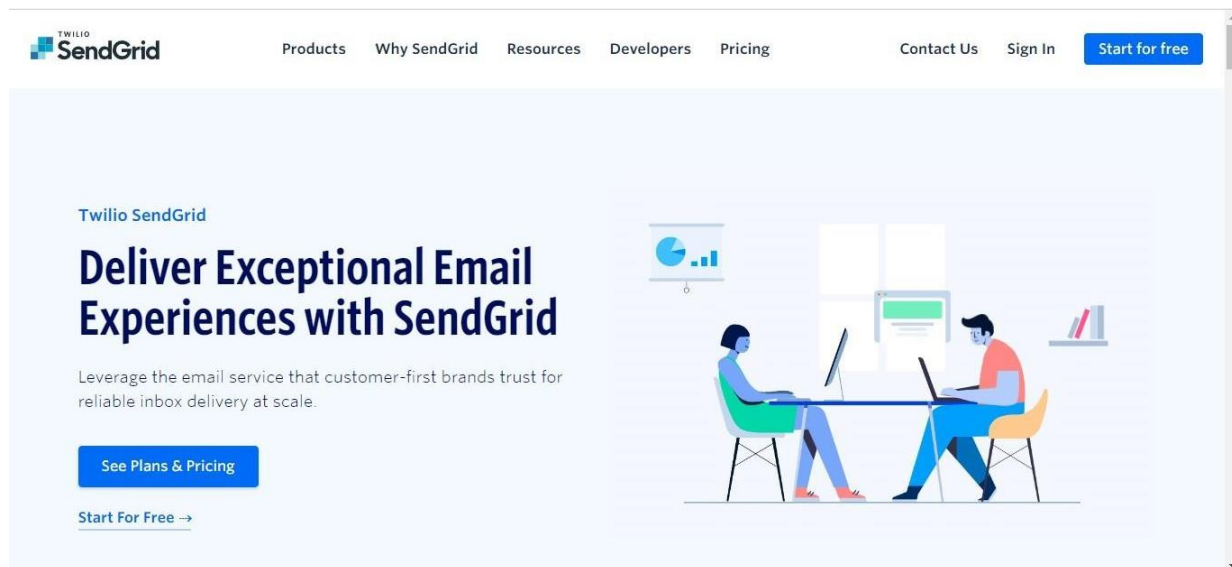 TWILIO
SendGrid
Products Why SendGrid Resources Developers Pricing Contact Us Sign In Start for free
Twilio SendGrid
Deliver Exceptional Email
Experiences with SendGrid
Leverage the email service that customer-first brands trust for
reliable inbox delivery at scale.
See Plans & Pricing
Start For Free →